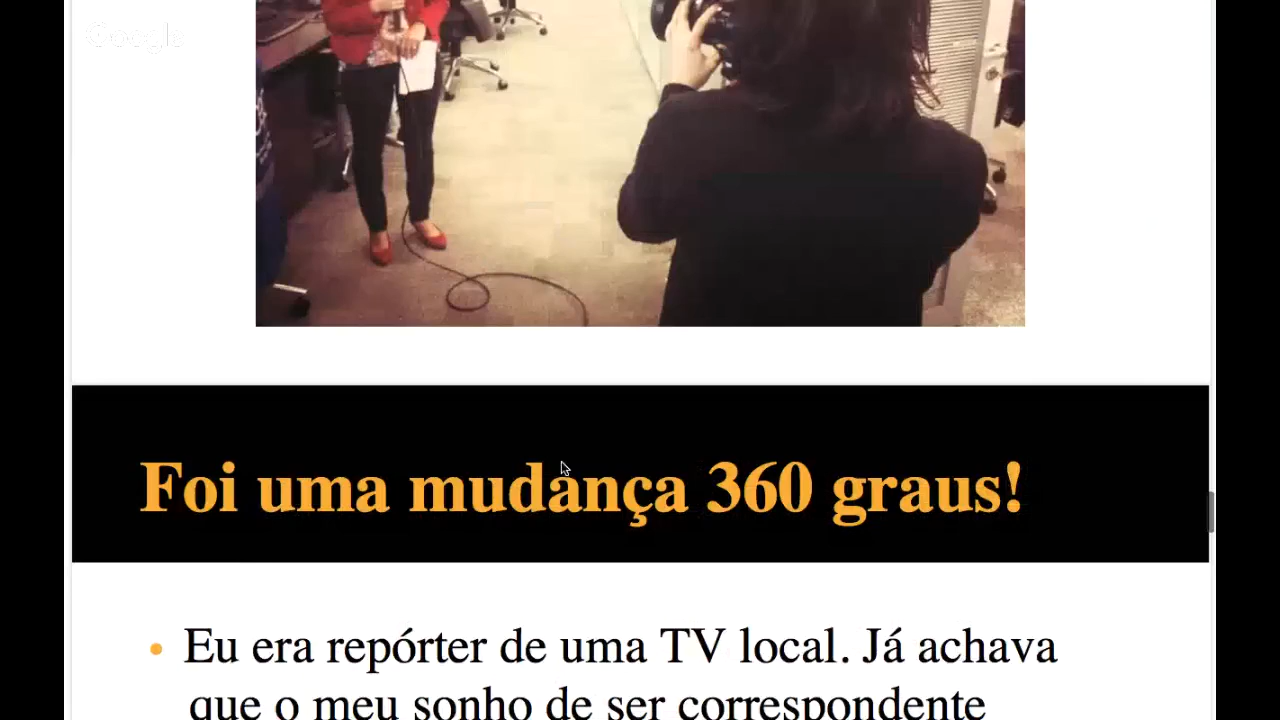 Google
Foi uma mudança 360 graus!
• Eu era repórter de uma TV local. Já achava
que o meu sonho de ser correspondente